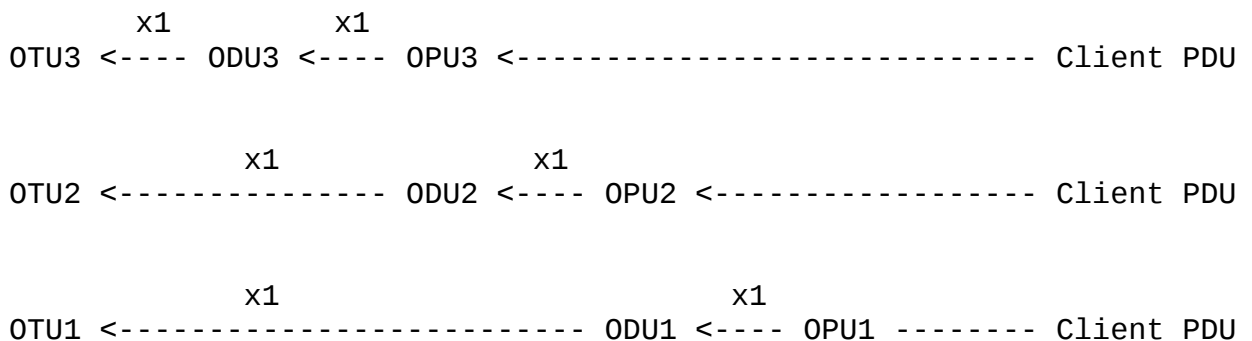 x1 x1
OTU3 <---- ODU3 <---- OPU3 <----------------------------- Client PDU
x1 x1
OTU2 <--------------- ODU2 <---- OPU2 <------------------ Client PDU
x1 x1
OTU1 <-------------------------- ODU1 <---- OPU1 -------- Client PDU